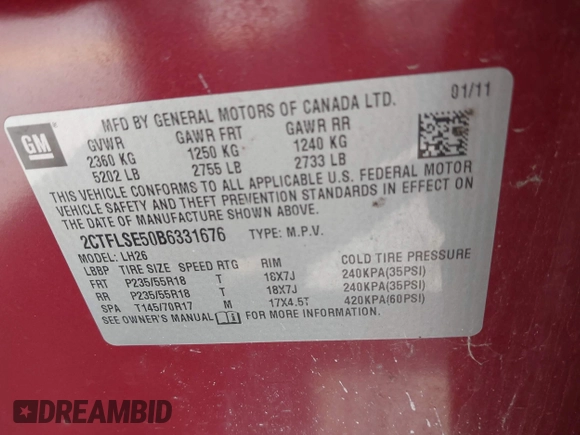 GM
MFD BY GENERAL MOTORS OF CANADA LTD. 01/11
GVWR GAWR FRT GAWR RR
2360 KG 1250 KG 1240 KG
5202 LB 2755 LB 2733 LB
THIS VEHICLE CONFORMS TO ALL APPLICABLE U.S. FEDERAL MOTOR
VEHICLE SAFETY AND THEFT PREVENTION STANDARDS IN EFFECT ON
THE DATE OF MANUFACTURE SHOWN ABOVE.
2CTFLSE50B6331676 TYPE: M.P.V.
MODEL: LH26
LBBP TIRE SIZE SPEED RTG RIM COLD TIRE PRESSURE
FRT P235/55R18 T 16X7J 240KPA(35PSI)
RR P235/55R18 T 18X7J 240KPA(35PSI)
SPA T145/70R17 M 17X4.5T 420KPA(60PSI)
SEE OWNER'S MANUAL FOR MORE INFORMATION.
DREAMBID